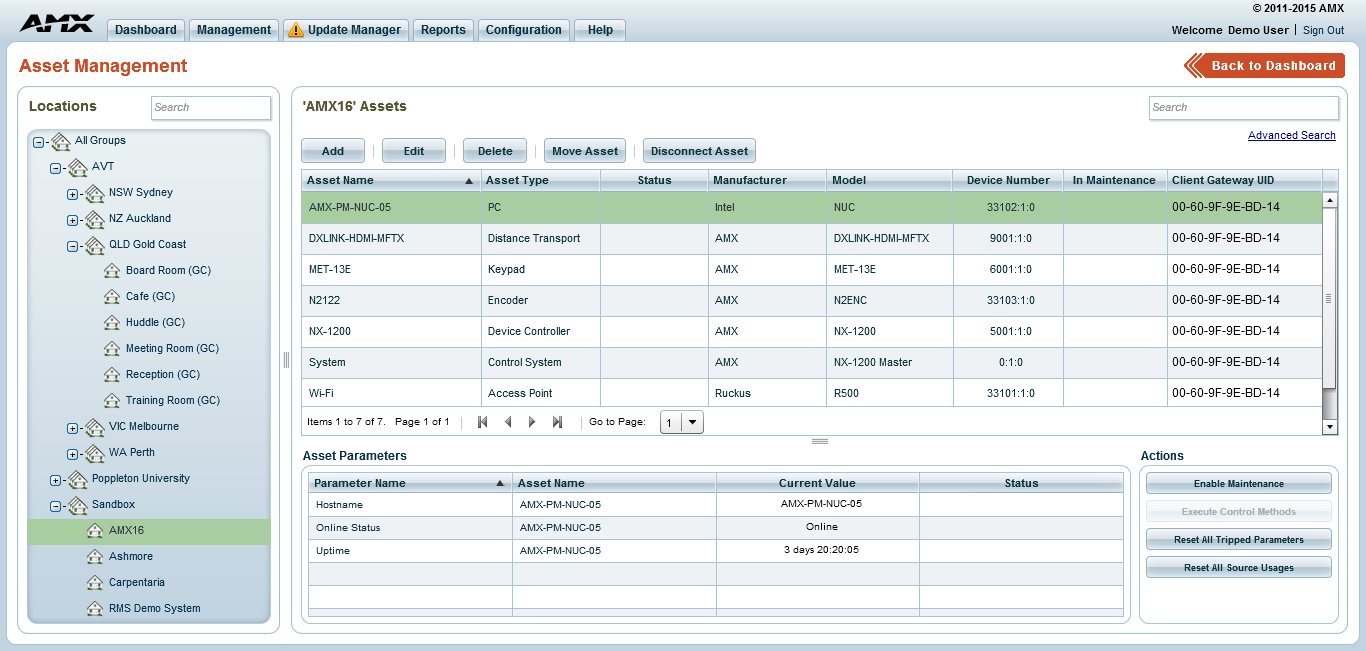 © 2011-2015 AMX
AMX
Dashboard Management Update Manager Reports Configuration Help
Welcome Demo User | Sign Out
Asset Management
Back to Dashboard
Locations
Search
All Groups
AVT
NSW Sydney
NZ Auckland
QLD Gold Coast
Board Room (GC)
Cafe (GC)
Huddle (GC)
Meeting Room (GC)
Reception (GC)
Training Room (GC)
VIC Melbourne
WA Perth
Poppleton University
Sandbox
AMX16
Ashmore
Carpentaria
RMS Demo System
'AMX16' Assets
Search
Advanced Search
Add Edit Delete Move Asset Disconnect Asset
Asset Name Asset Type Status Manufacturer Model Device Number In Maintenance Client Gateway UID
AMX-PM-NUC-05 PC Intel NUC 33102:1:0 00-60-9F-9E-BD-14
DXLINK-HDMI-MFTX Distance Transport AMX DXLINK-HDMI-MFTX 9001:1:0 00-60-9F-9E-BD-14
MET-13E Keypad AMX MET-13E 6001:1:0 00-60-9F-9E-BD-14
N2122 Encoder AMX N2ENC 33103:1:0 00-60-9F-9E-BD-14
NX-1200 Device Controller AMX NX-1200 5001:1:0 00-60-9F-9E-BD-14
System Control System AMX NX-1200 Master 0:1:0 00-60-9F-9E-BD-14
Wi-Fi Access Point Ruckus R500 33101:1:0 00-60-9F-9E-BD-14
Items 1 to 7 of 7. Page 1 of 1 Go to Page: 1
Asset Parameters
Parameter Name Asset Name Current Value Status
Hostname AMX-PM-NUC-05 AMX-PM-NUC-05
Online Status AMX-PM-NUC-05 Online
Uptime AMX-PM-NUC-05 3 days 20:20:05
Actions
Enable Maintenance
Execute Control Methods
Reset All Tripped Parameters
Reset All Source Usages